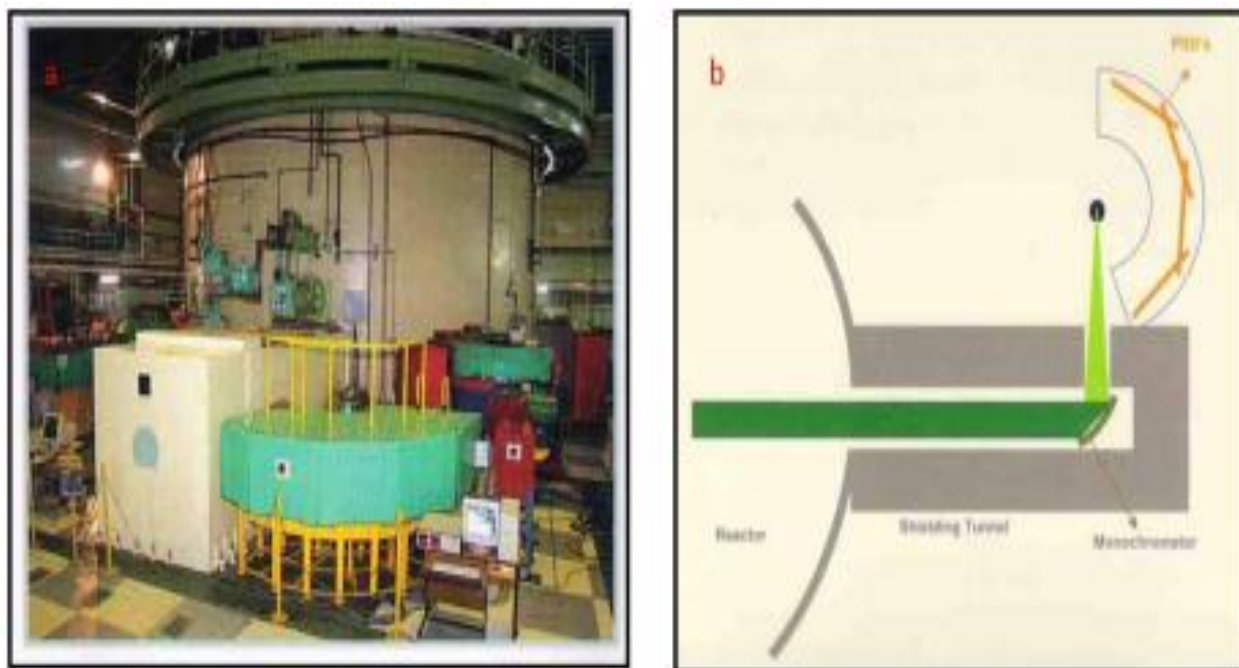 a
b
PSD's
Reactor
Shielding Tunnel
Monochromator